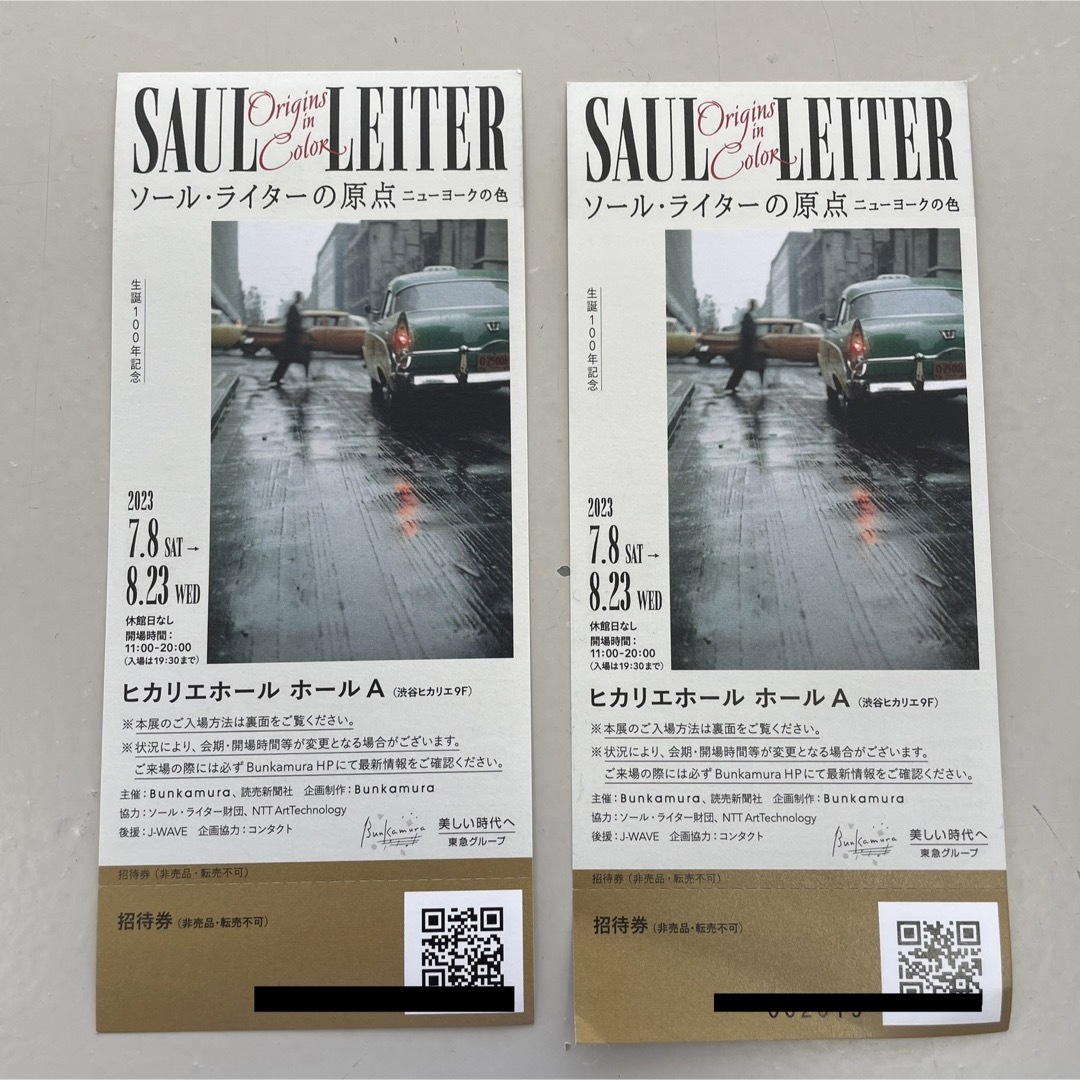 SAUL Origins in Color LEITER
ソール・ライターの原点 ニューヨークの色
生誕100年記念
2023
7.8 SAT→
8.23 WED
休館日なし
開場時間：
11:00-20:00
（入場は19:30まで）
ヒカリエホール ホールA（渋谷ヒカリエ9F）
※本展のご入場方法は裏面をご覧ください。
※状況により、会期・開場時間等が変更となる場合がございます。
ご来場の際には必ずBunkamura HPにて最新情報をご確認ください。
主催：Bunkamura、読売新聞社 企画制作：Bunkamura
協力：ソール・ライター財団、NTT ArtTechnology
後援：J-WAVE 企画協力：コンタクト
Bunkamura
美しい時代へ
東急グループ
招待券（非売品・転売不可）
招待券（非売品・転売不可）
SAUL Origins in Color LEITER
ソール・ライターの原点 ニューヨークの色
生誕100年記念
2023
7.8 SAT→
8.23 WED
休館日なし
開場時間：
11:00-20:00
（入場は19:30まで）
ヒカリエホール ホールA（渋谷ヒカリエ9F）
※本展のご入場方法は裏面をご覧ください。
※状況により、会期・開場時間等が変更となる場合がございます。
ご来場の際には必ずBunkamura HPにて最新情報をご確認ください。
主催：Bunkamura、読売新聞社 企画制作：Bunkamura
協力：ソール・ライター財団、NTT ArtTechnology
後援：J-WAVE 企画協力：コンタクト
Bunkamura
美しい時代へ
東急グループ
招待券（非売品・転売不可）
招待券（非売品・転売不可）